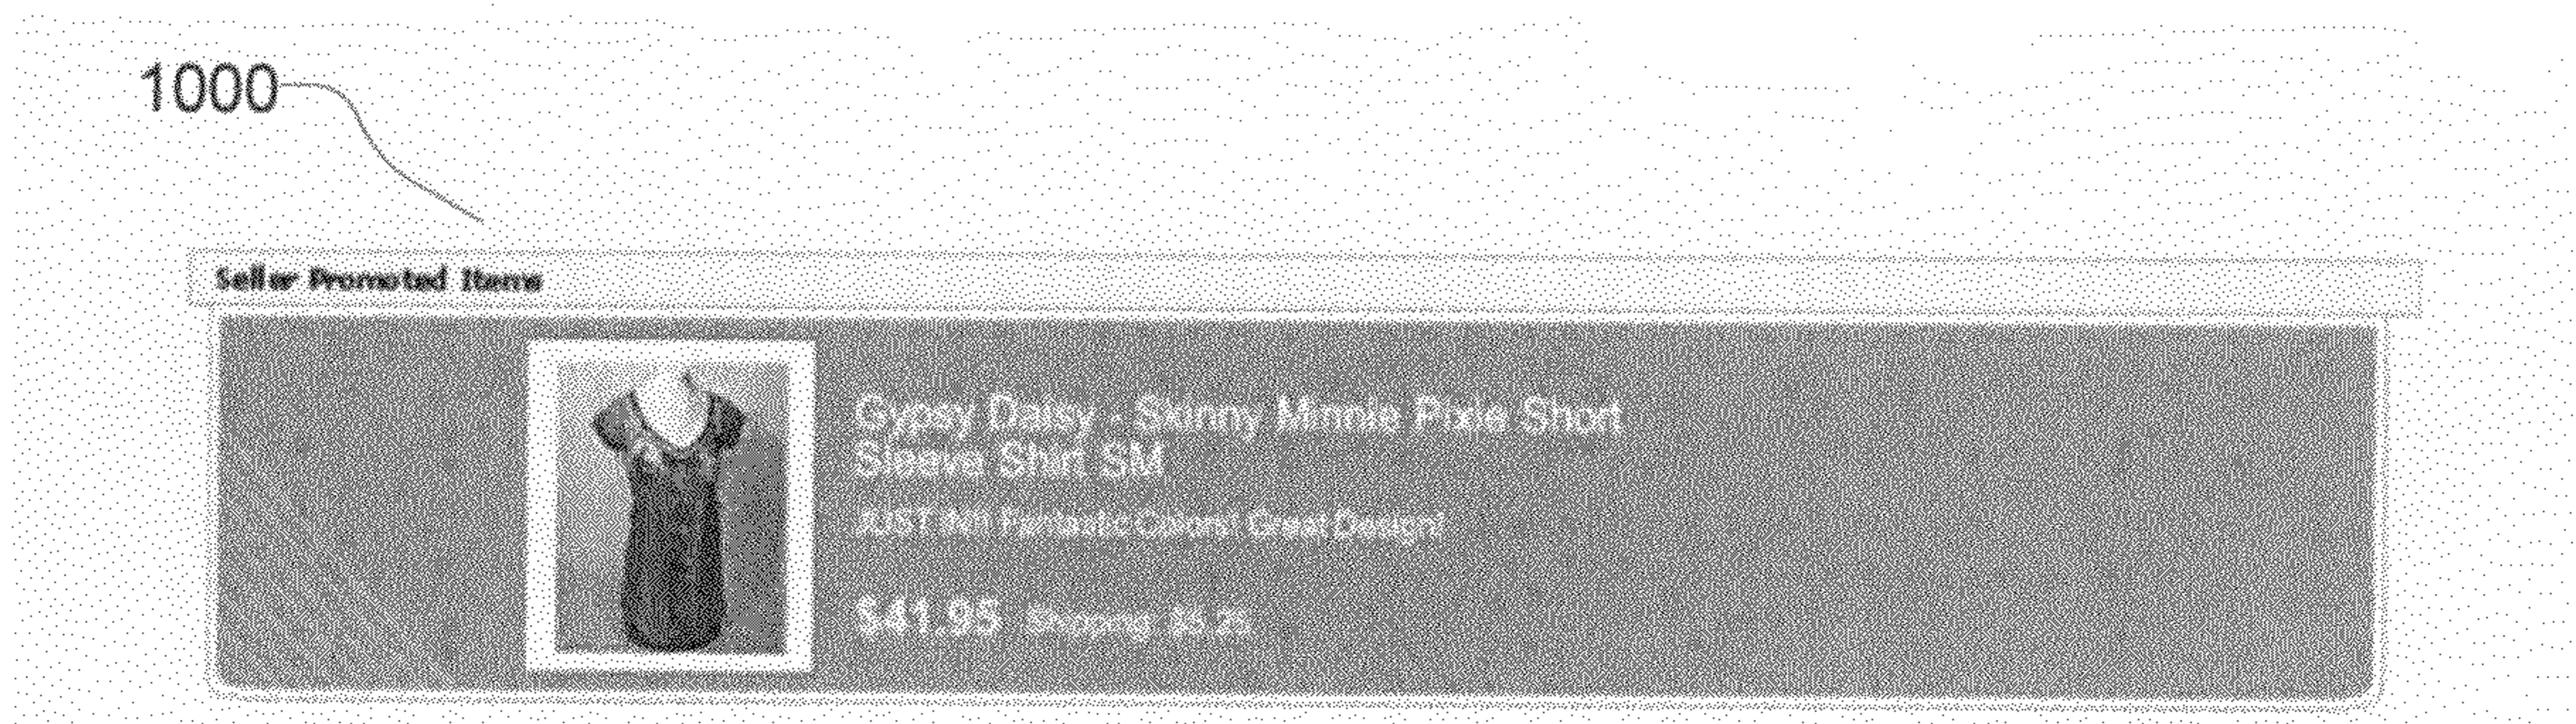 1000
Seller Promoted Items
Gypsy Daisy - Skinny Minnie Pixie Short
Sleeve Shirt SM
JUST IN!! Fantastic Colors! Great Design!
$41.95 Shipping: $5.25